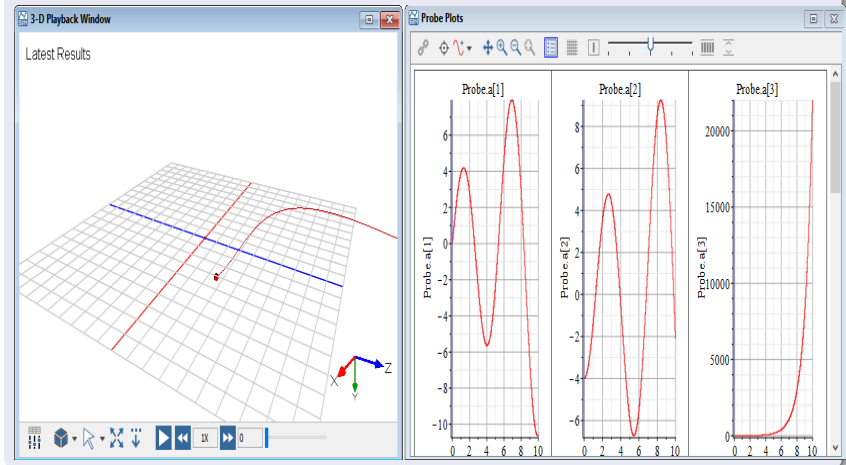 3-D Playback Window
Latest Results
X
Y
Z
1X
0
Probe Plots
Probe.a[1]
Probe.a[1]
6
4
2
0
−2
−4
−6
−8
−10
0 2 4 6 8 10
Probe.a[2]
Probe.a[2]
8
6
4
2
0
−2
−4
−6
0 2 4 6 8 10
Probe.a[3]
Probe.a[3]
20000
15000
10000
5000
0
0 2 4 6 8 10